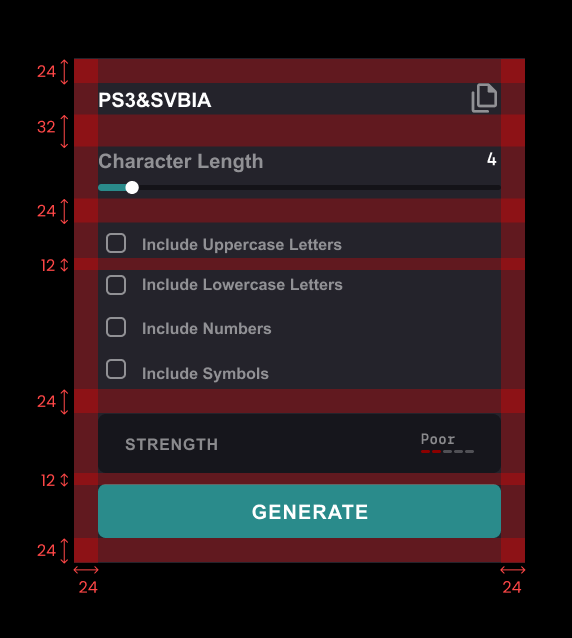 24
PS3&SVBIA
32
Character Length 4
24
Include Uppercase Letters
12
Include Lowercase Letters
Include Numbers
Include Symbols
24
STRENGTH Poor
12
GENERATE
24
24 24